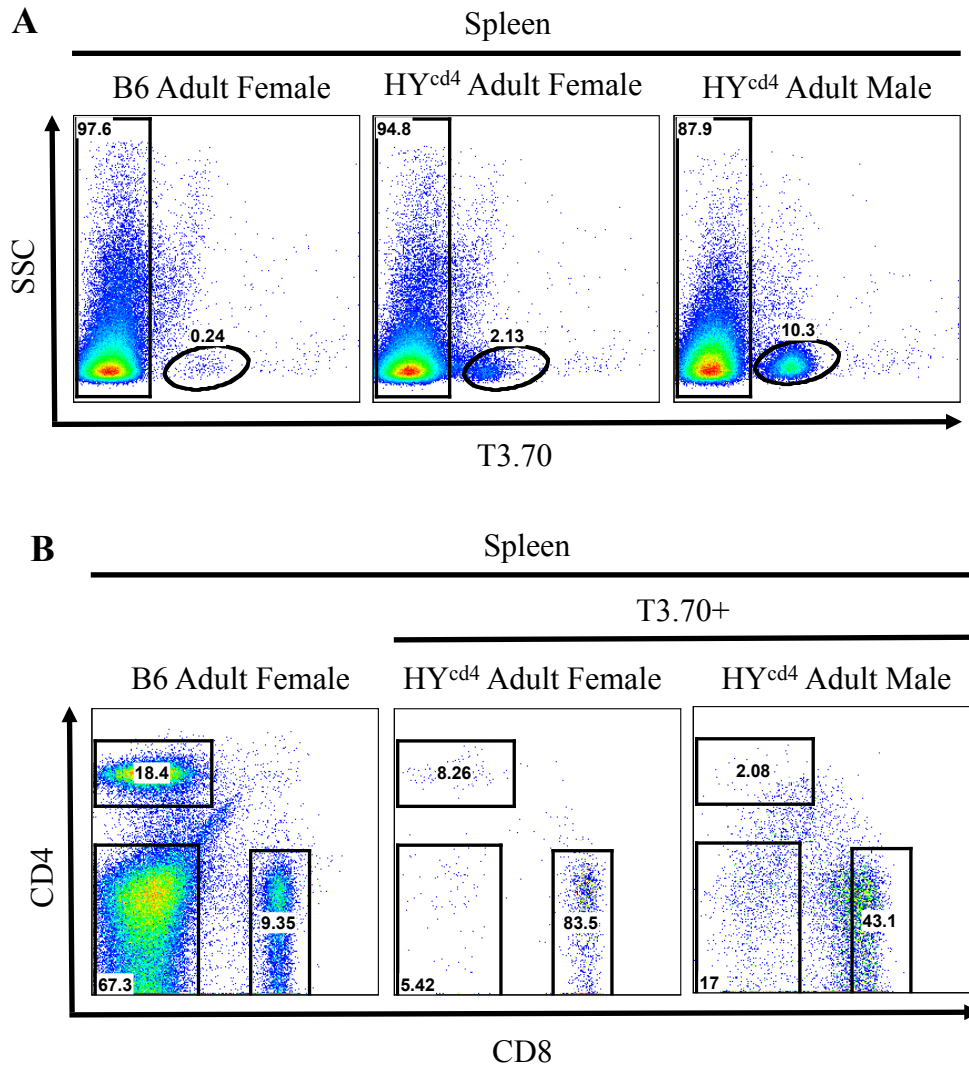 A
Spleen
B6 Adult Female
HYcd4 Adult Female
HYcd4 Adult Male
97.6
94.8
87.9
0.24
2.13
10.3
SSC
T3.70
B
Spleen
T3.70+
B6 Adult Female
HYcd4 Adult Female
HYcd4 Adult Male
18.4
8.26
2.08
9.35
83.5
43.1
67.3
5.42
17
CD4
CD8